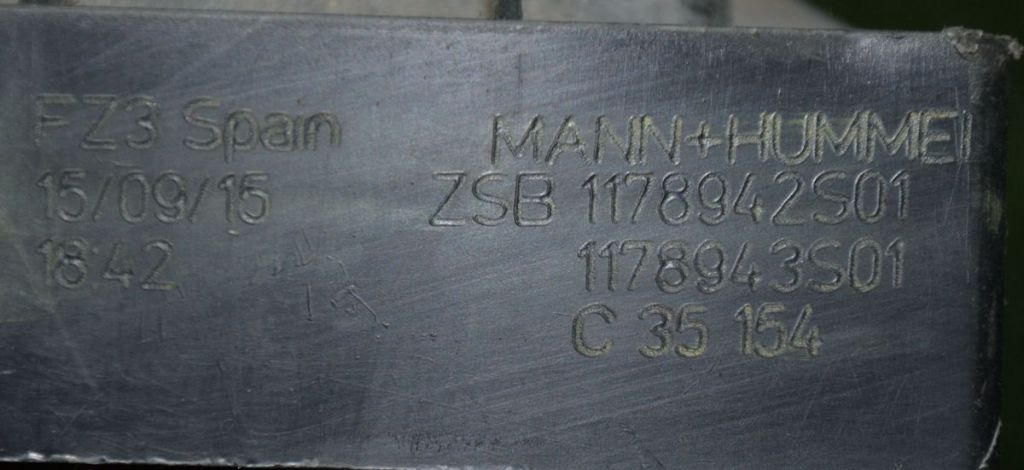 FZ3 Spain
15/09/15
18:42
MANN+HUMMEL
ZSB 1178942S01
1178943S01
C 35 154